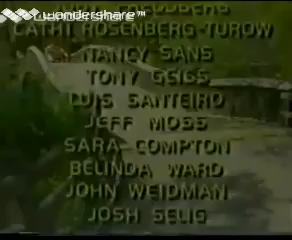 wondershare™
CATHI ROSENBERG-TUROW
NANCY SANS
TONY GEISS
LUIS SANTEIRO
JEFF MOSS
SARA COMPTON
BELINDA WARD
JOHN WEIDMAN
JOSH SELIG